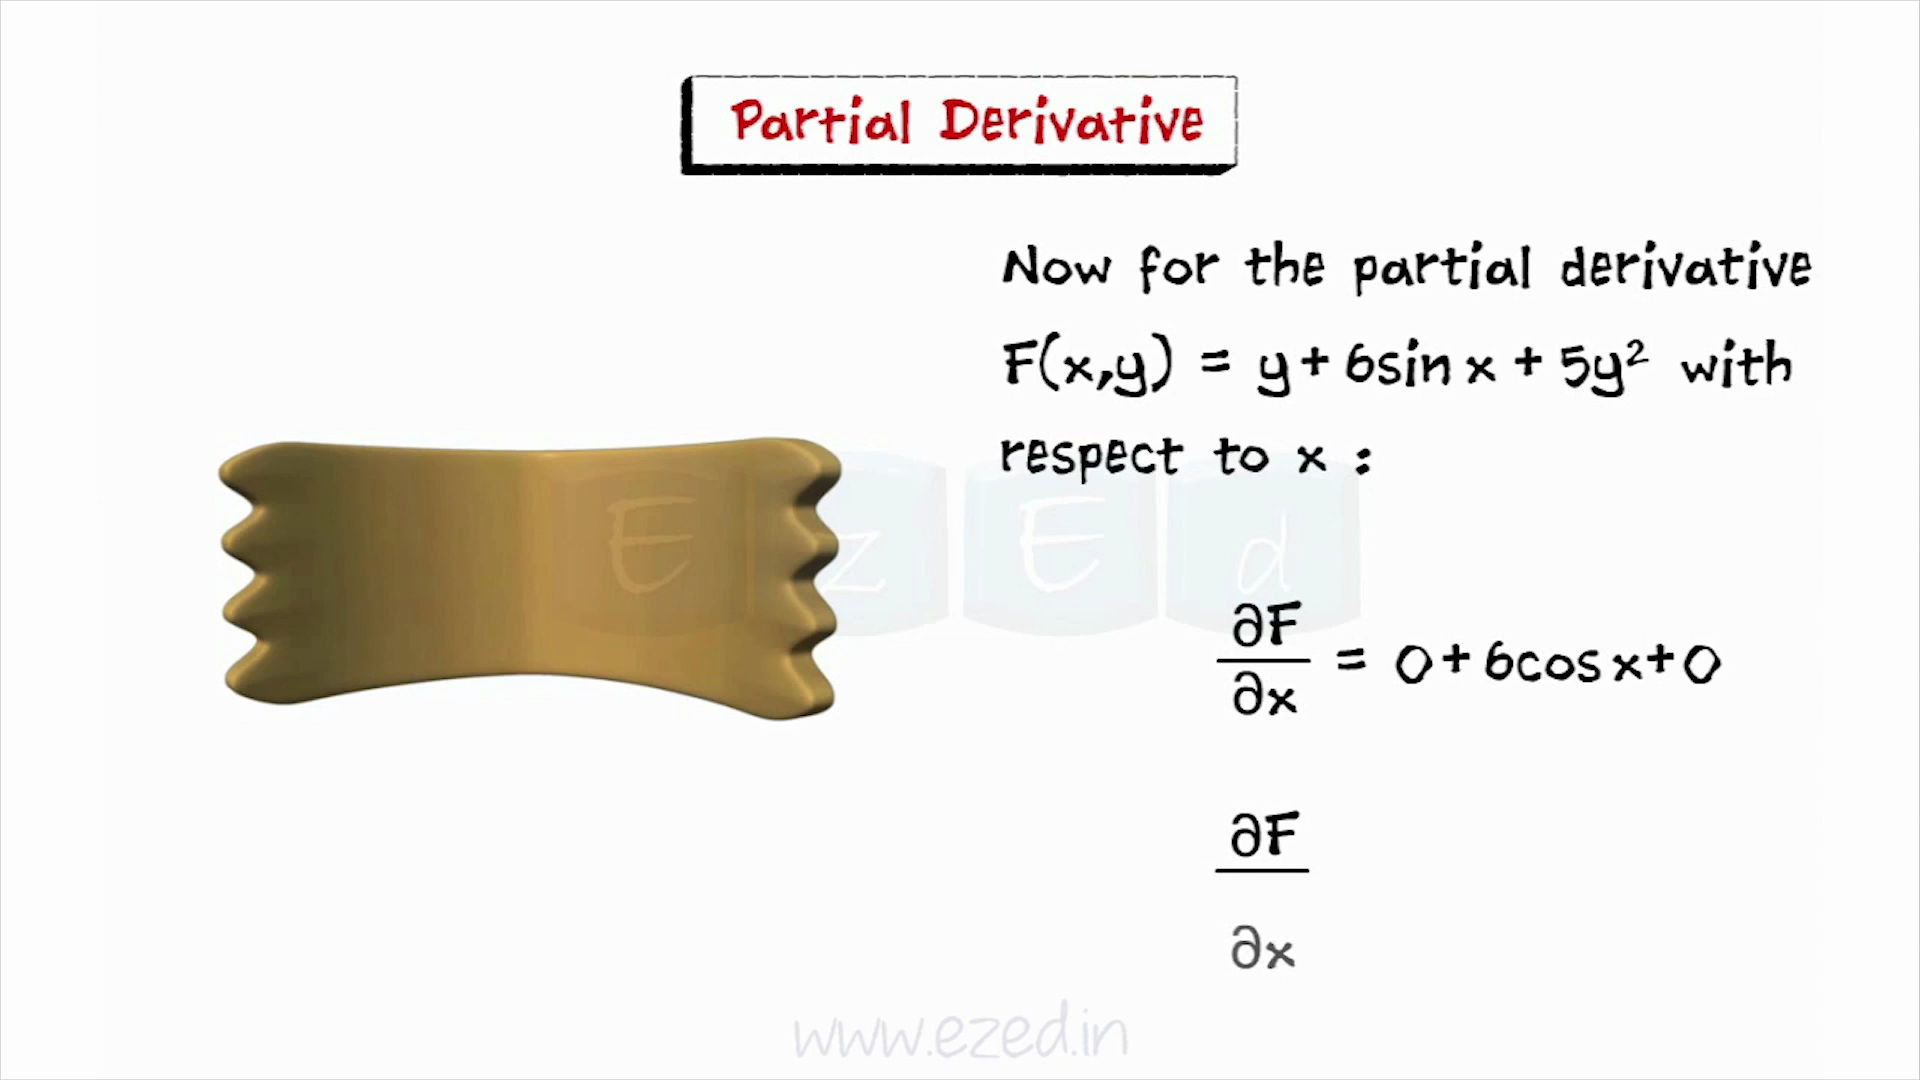 Partial Derivative
Now for the partial derivative
F(x,y) = y + 6sin x + 5y² with
respect to x :
E z E d
∂F
∂x
= 0 + 6cos x + 0
∂F
∂x
www.ezed.in